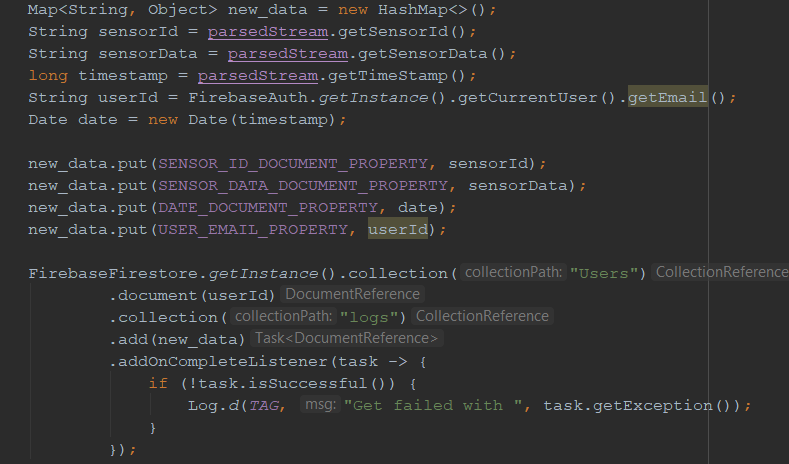 Map<String, Object> new_data = new HashMap<>();
String sensorId = parsedStream.getSensorId();
String sensorData = parsedStream.getSensorData();
long timestamp = parsedStream.getTimeStamp();
String userId = FirebaseAuth.getInstance().getCurrentUser().getEmail();
Date date = new Date(timestamp);

new_data.put(SENSOR_ID_DOCUMENT_PROPERTY, sensorId);
new_data.put(SENSOR_DATA_DOCUMENT_PROPERTY, sensorData);
new_data.put(DATE_DOCUMENT_PROPERTY, date);
new_data.put(USER_EMAIL_PROPERTY, userId);

FirebaseFirestore.getInstance().collection( collectionPath: "Users") CollectionReference
        .document(userId) DocumentReference
        .collection( collectionPath: "logs") CollectionReference
        .add(new_data) Task<DocumentReference>
        .addOnCompleteListener(task -> {
            if (!task.isSuccessful()) {
                Log.d(TAG, msg: "Get failed with ", task.getException());
            }
        });